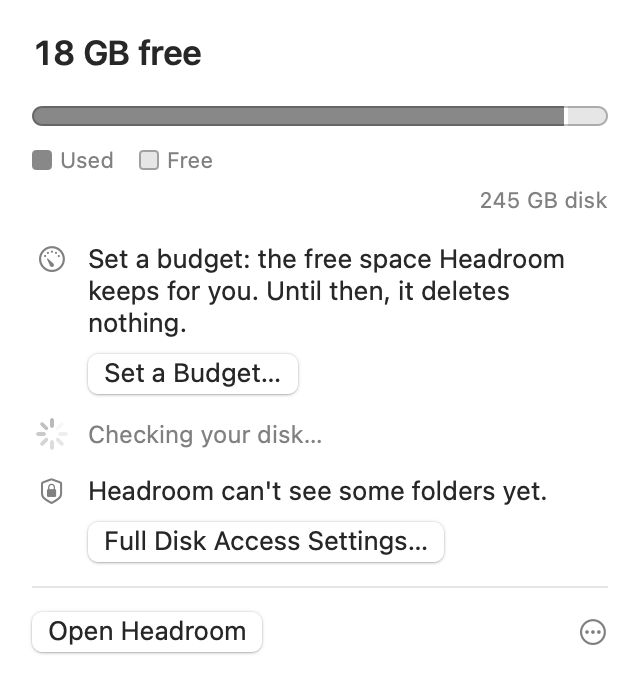 18 GB free
Used
Free
245 GB disk
Set a budget: the free space Headroom
keeps for you. Until then, it deletes
nothing.
Set a Budget...
Checking your disk...
Headroom can't see some folders yet.
Full Disk Access Settings...
Open Headroom